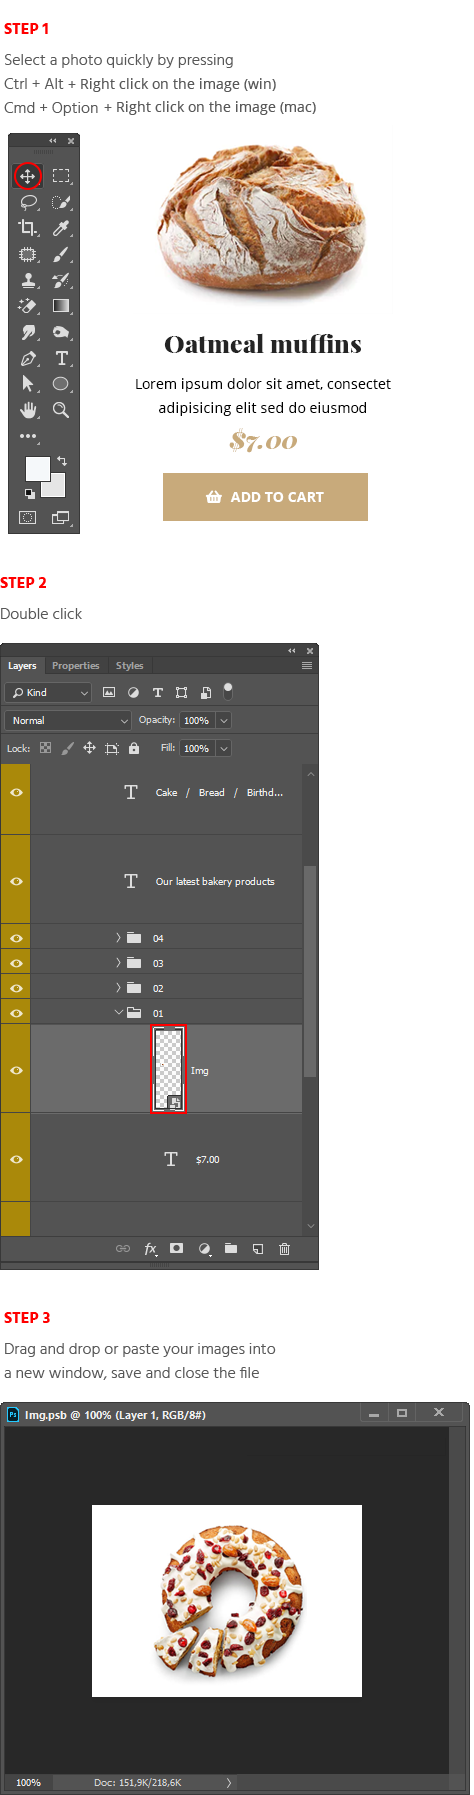 STEP 1
Select a photo quickly by pressing
Ctrl + Alt + Right click on the image (win)
Cmd + Option + Right click on the image (mac)
Oatmeal muffins
Lorem ipsum dolor sit amet, consectet
adipisicing elit sed do eiusmod
$7.00
ADD TO CART
STEP 2
Double click
Layers Properties Styles
Kind
Normal Opacity: 100%
Lock: Fill: 100%
Cake / Bread / Birthd...
Our latest bakery products
04
03
02
01
Img
$7.00
fx
STEP 3
Drag and drop or paste your images into
a new window, save and close the file
Ps Img.psb @ 100% (Layer 1, RGB/8#)
100% Doc: 151,9K/218,6K